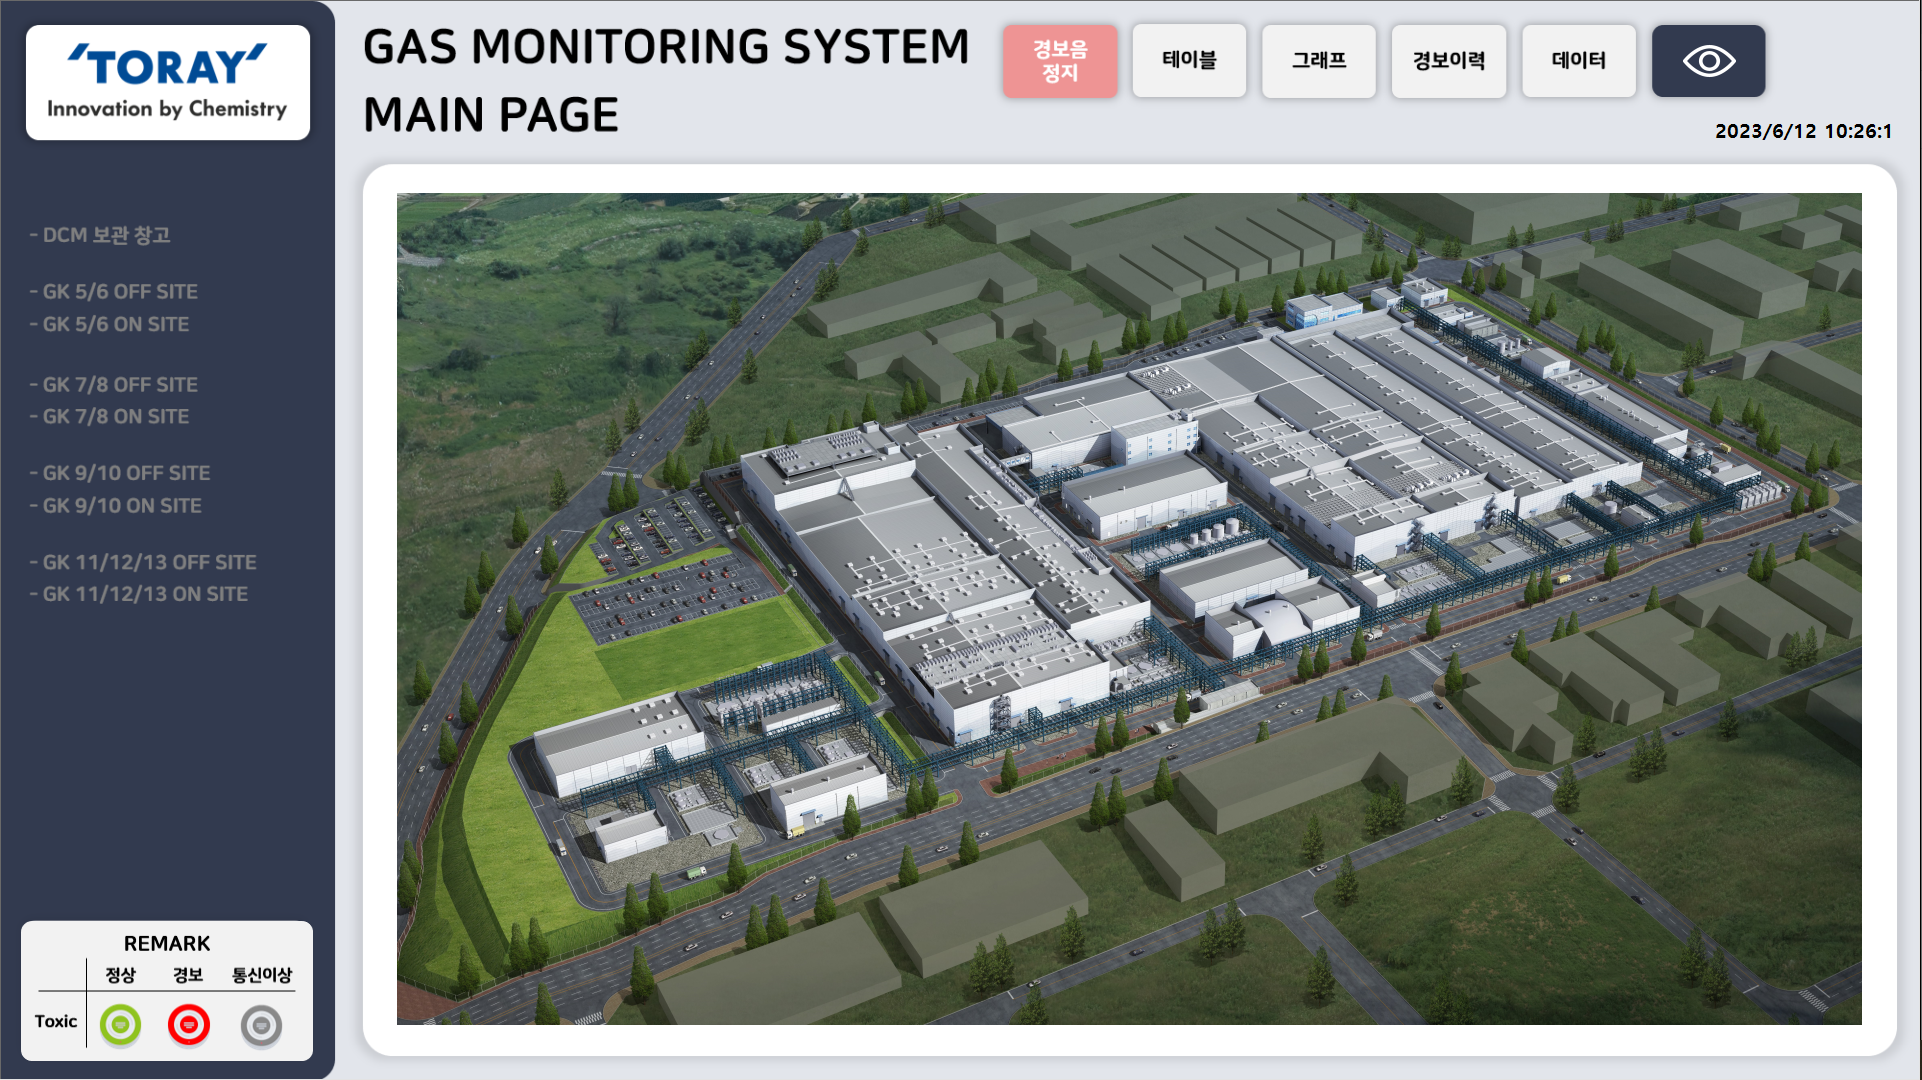 TORAY
Innovation by Chemistry
GAS MONITORING SYSTEM
MAIN PAGE
경보음
정지
테이블
그래프
경보이력
데이터
2023/6/12 10:26:1
- DCM 보관 창고
- GK 5/6 OFF SITE
- GK 5/6 ON SITE
- GK 7/8 OFF SITE
- GK 7/8 ON SITE
- GK 9/10 OFF SITE
- GK 9/10 ON SITE
- GK 11/12/13 OFF SITE
- GK 11/12/13 ON SITE
REMARK
정상 경보 통신이상
Toxic